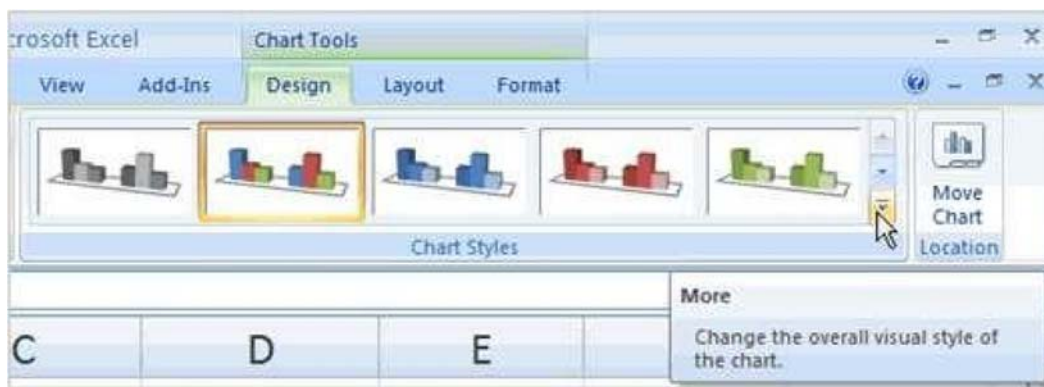 crosoft Excel Chart Tools
View Add-Ins Design Layout Format
Move
Chart
Chart Styles Location
More
Change the overall visual style of
the chart.
C D E